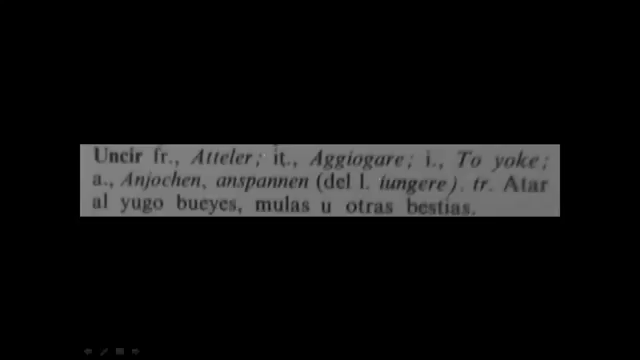 Uncir fr., Atteler; it., Aggiogare; i., To yoke;
a., Anjochen, anspannen (del l. iungere). tr. Atar
al yugo bueyes, mulas u otras bestias.